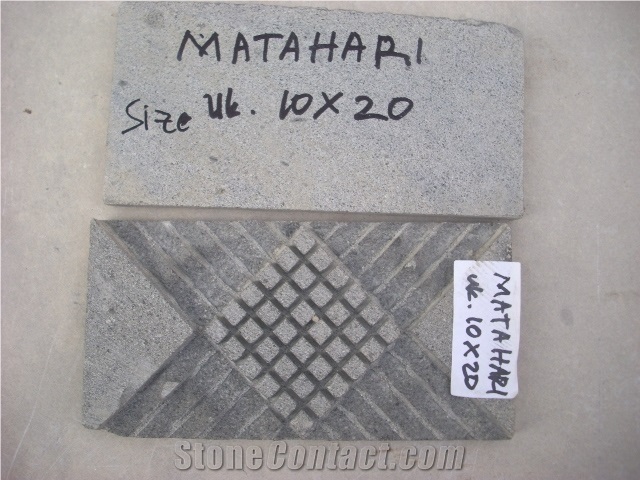 MATAHARI
Size Uk. 10X20
MATAHARI
uk. 10X20
StoneContact.com